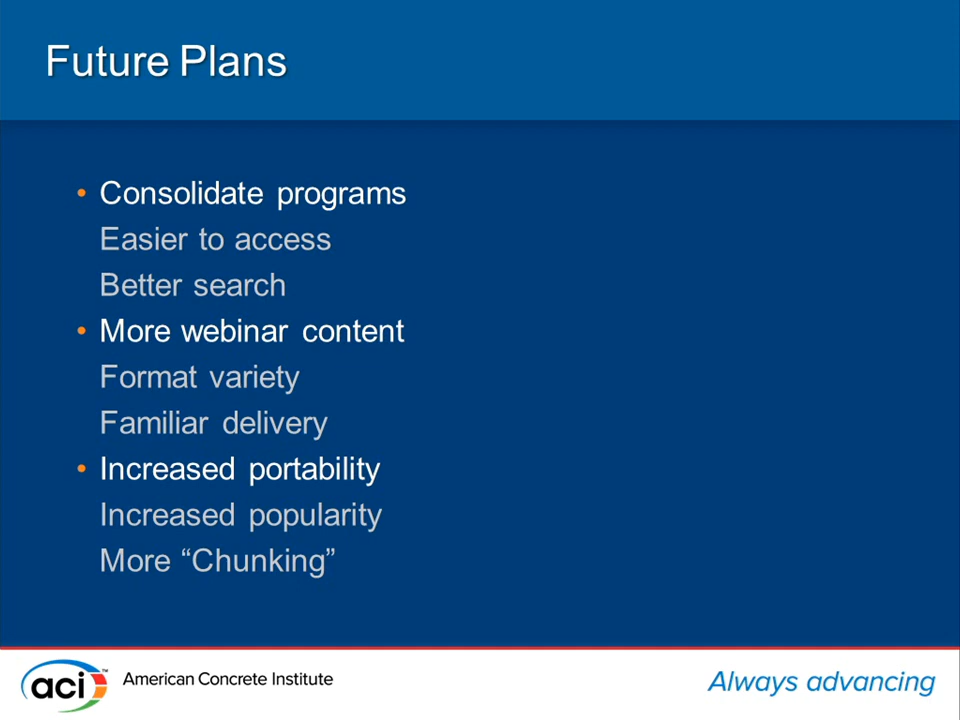 Future Plans
• Consolidate programs
Easier to access
Better search
• More webinar content
Format variety
Familiar delivery
• Increased portability
Increased popularity
More “Chunking”
aci™ American Concrete Institute
Always advancing